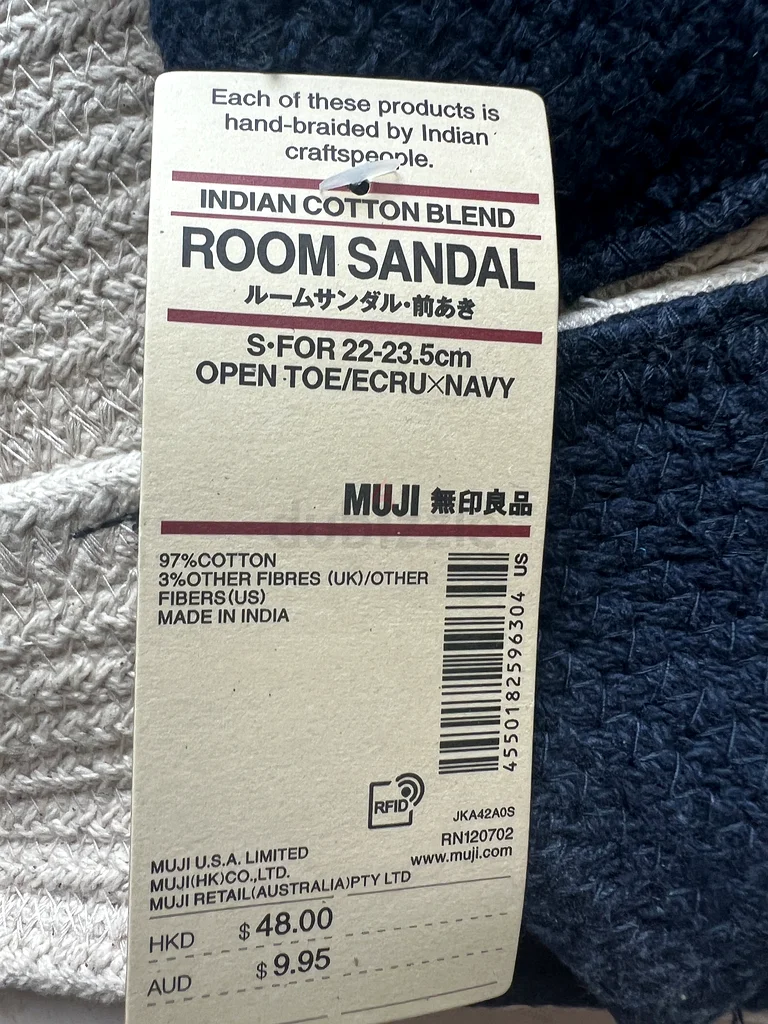 Each of these products is
hand-braided by Indian
craftspeople.
INDIAN COTTON BLEND
ROOM SANDAL
ルームサンダル・前あき
S・FOR 22-23.5cm
OPEN TOE/ECRU×NAVY
MUJI 無印良品
dubizzle
97%COTTON
3%OTHER FIBRES (UK)/OTHER
FIBERS(US)
MADE IN INDIA
4550182596304 US
RFID
JKA42A0S
RN120702
www.muji.com
MUJI U.S.A. LIMITED
MUJI(HK)CO.,LTD.
MUJI RETAIL(AUSTRALIA)PTY LTD
HKD $48.00
AUD $9.95